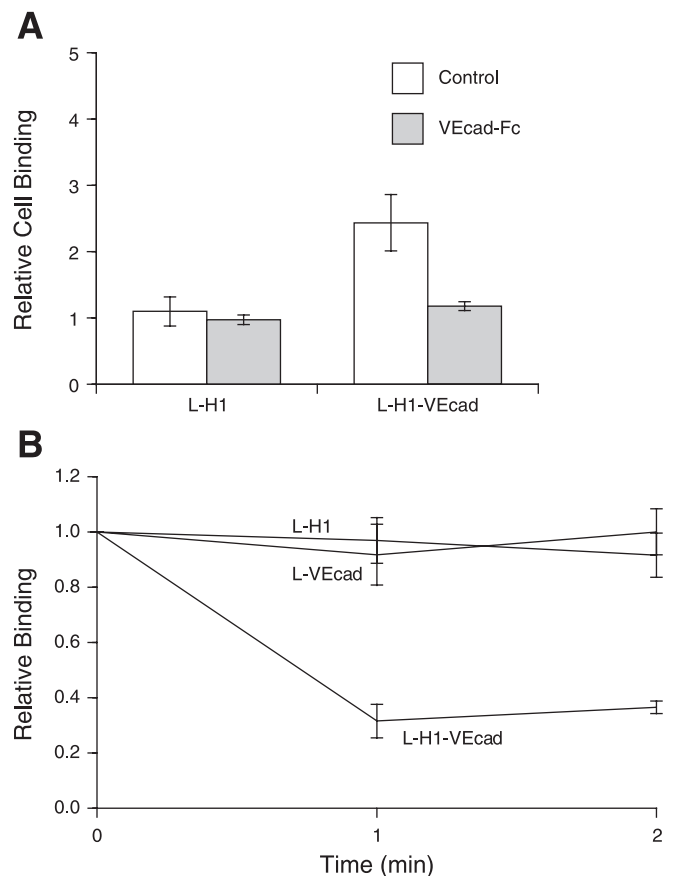 A
5
4
3
2
1
0
Relative Cell Binding
Control
VEcad-Fc
L-H1
L-H1-VEcad
B
1.2
1.0
0.8
0.6
0.4
0.2
0.0
Relative Binding
L-H1
L-VEcad
L-H1-VEcad
0
1
2
Time (min)